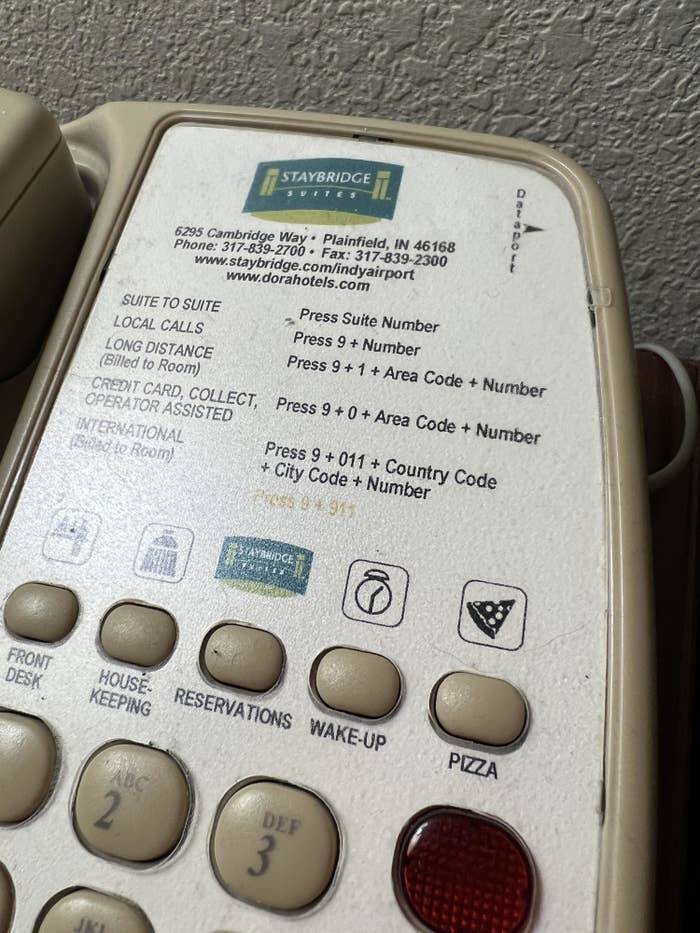 STAYBRIDGE
SUITES
Dataport
6295 Cambridge Way • Plainfield, IN 46168
Phone: 317-839-2700 • Fax: 317-839-2300
www.staybridge.com/indyairport
www.dorahotels.com
SUITE TO SUITE Press Suite Number
LOCAL CALLS Press 9 + Number
LONG DISTANCE Press 9 + 1 + Area Code + Number
(Billed to Room)
CREDIT CARD, COLLECT, Press 9 + 0 + Area Code + Number
OPERATOR ASSISTED
INTERNATIONAL Press 9 + 011 + Country Code
(Billed to Room) + City Code + Number
Press 9 + 911
STAYBRIDGE
SUITES
FRONT DESK
HOUSE-KEEPING
RESERVATIONS
WAKE-UP
PIZZA
ABC
2
DEF
3
JKL